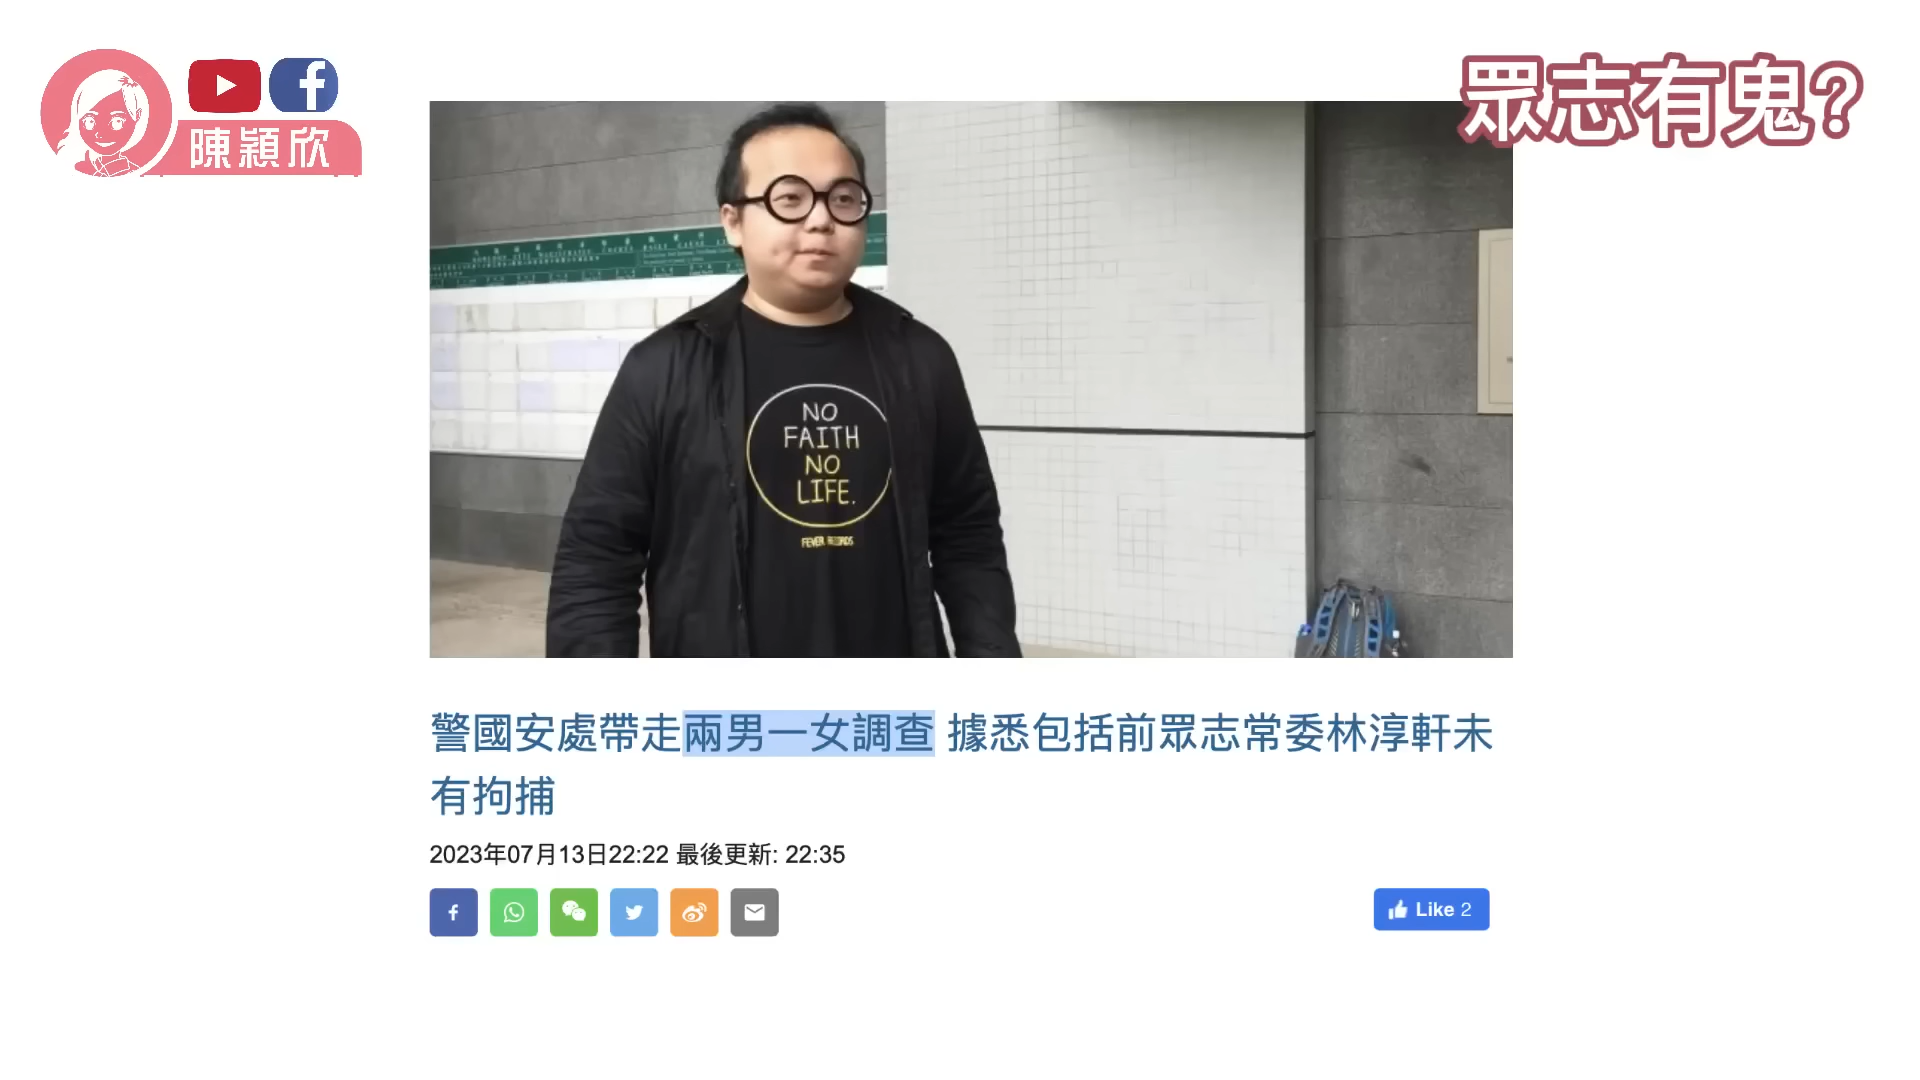 陳穎欣
眾志有鬼?
NO
FAITH
NO
LIFE.
FEVER RECORDS
警國安處帶走兩男一女調查 據悉包括前眾志常委林淳軒未
有拘捕
2023年07月13日22:22 最後更新: 22:35
Like 2